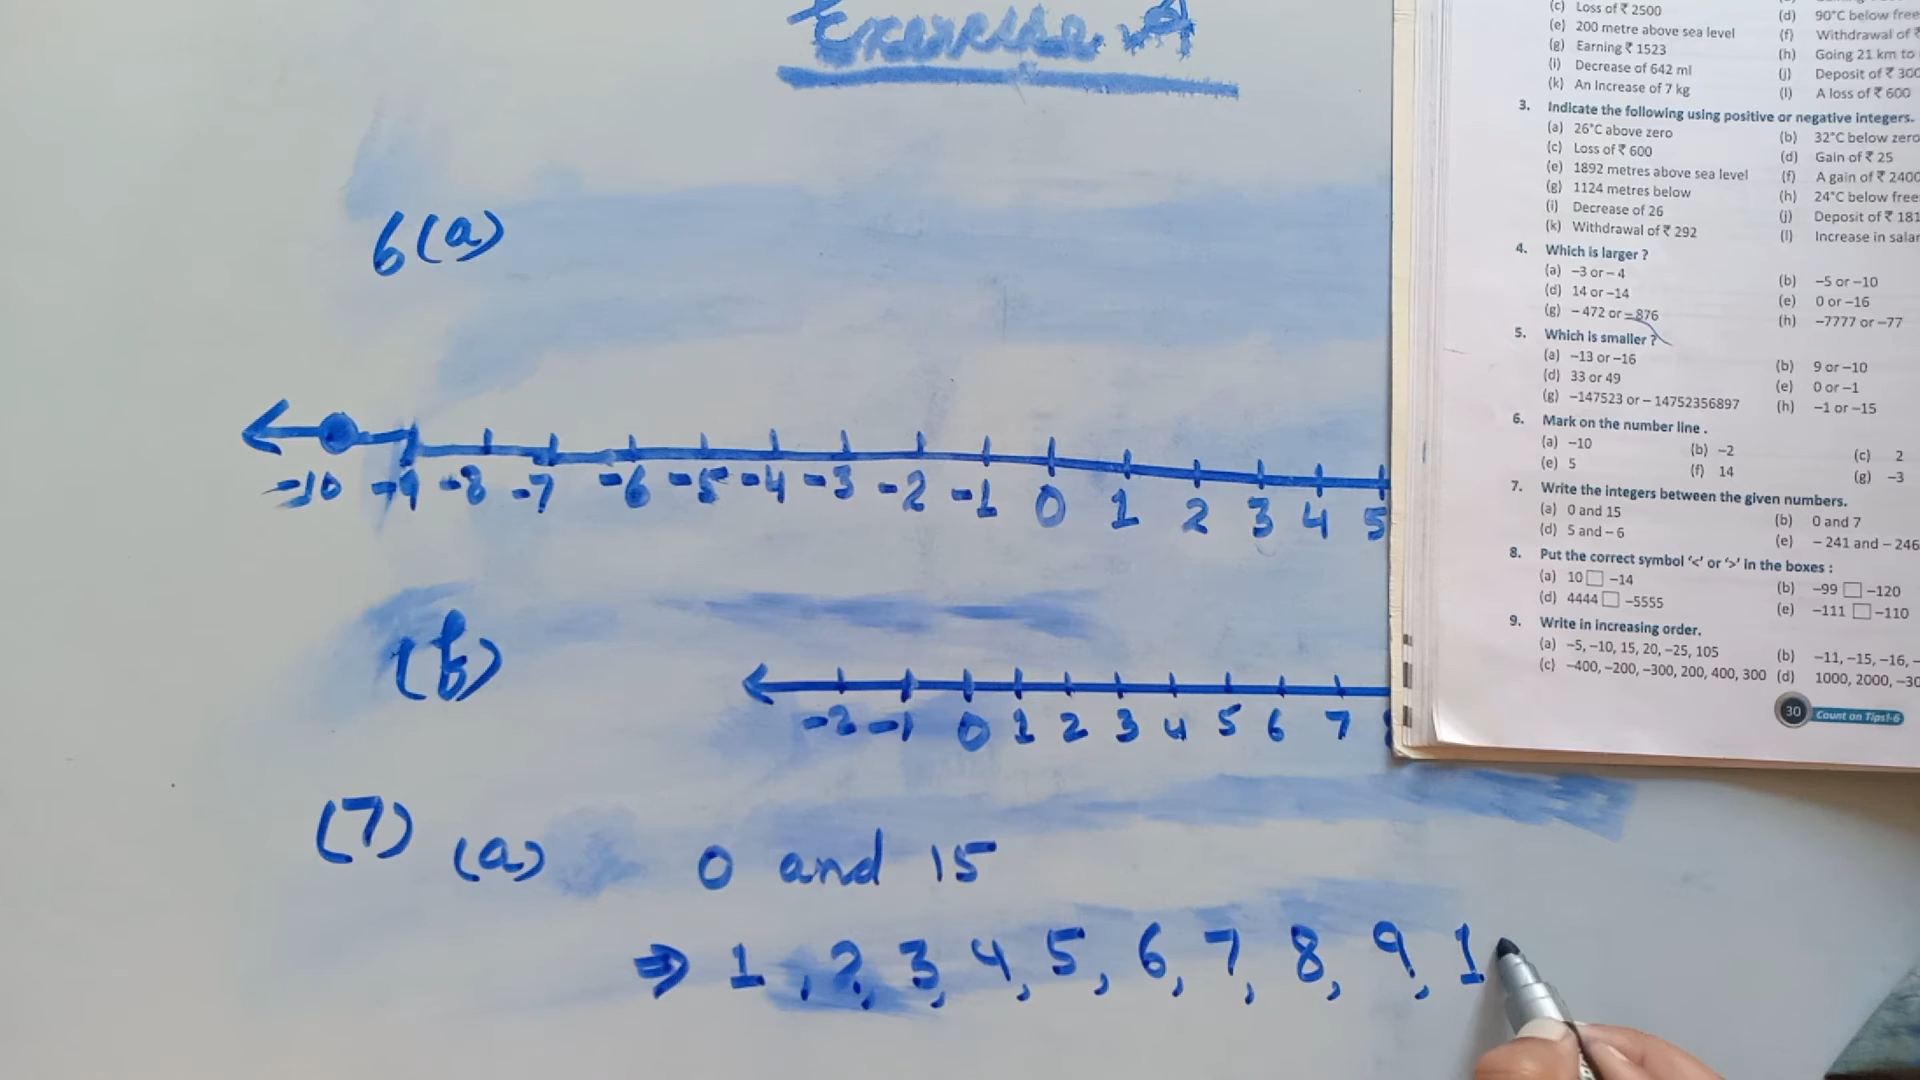 Exercise
6(a)
-10 -9 -8 -7 -6 -5 -4 -3 -2 -1 0 1 2 3 4 5
-2 -1 0 1 2 3 4 5 6 7
(7) (a) 0 and 15
⇒ 1, 2, 3, 4, 5, 6, 7, 8, 9, 1
(c) Loss of ₹ 2500
(d) 90°C below free
(e) 200 metre above sea level
(f) Withdrawal of ₹
(g) Earning ₹ 1523
(h) Going 21 km to
(i) Decrease of 642 ml
(j) Deposit of ₹ 300
(k) An Increase of 7 kg
(l) A loss of ₹ 600
3. Indicate the following using positive or negative integers.
(a) 26°C above zero
(b) 32°C below zero
(c) Loss of ₹ 600
(d) Gain of ₹ 25
(e) 1892 metres above sea level
(f) A gain of ₹ 2400
(g) 1124 metres below
(h) 24°C below free
(i) Decrease of 26
(j) Deposit of ₹ 181
(k) Withdrawal of ₹ 292
(l) Increase in salar
4. Which is larger ?
(a) –3 or – 4
(b) –5 or –10
(d) 14 or –14
(e) 0 or –16
(g) – 472 or – 876
(h) –7777 or –77
5. Which is smaller ?
(a) –13 or –16
(b) 9 or –10
(d) 33 or 49
(e) 0 or –1
(g) –147523 or – 14752356897
(h) –1 or –15
6. Mark on the number line .
(a) –10 (b) –2 (c) 2
(e) 5 (f) 14 (g) –3
7. Write the integers between the given numbers.
(a) 0 and 15
(b) 0 and 7
(d) 5 and – 6
(e) – 241 and – 246
8. Put the correct symbol ‘<’ or ‘>’ in the boxes :
(a) 10 □ –14
(b) –99 □ –120
(d) 4444 □ –5555
(e) –111 □ –110
9. Write in increasing order.
(a) –5, –10, 15, 20, –25, 105
(b) –11, –15, –16, –
(c) –400, –200, –300, 200, 400, 300 (d) 1000, 2000, –30
30 Count on Tips!-6